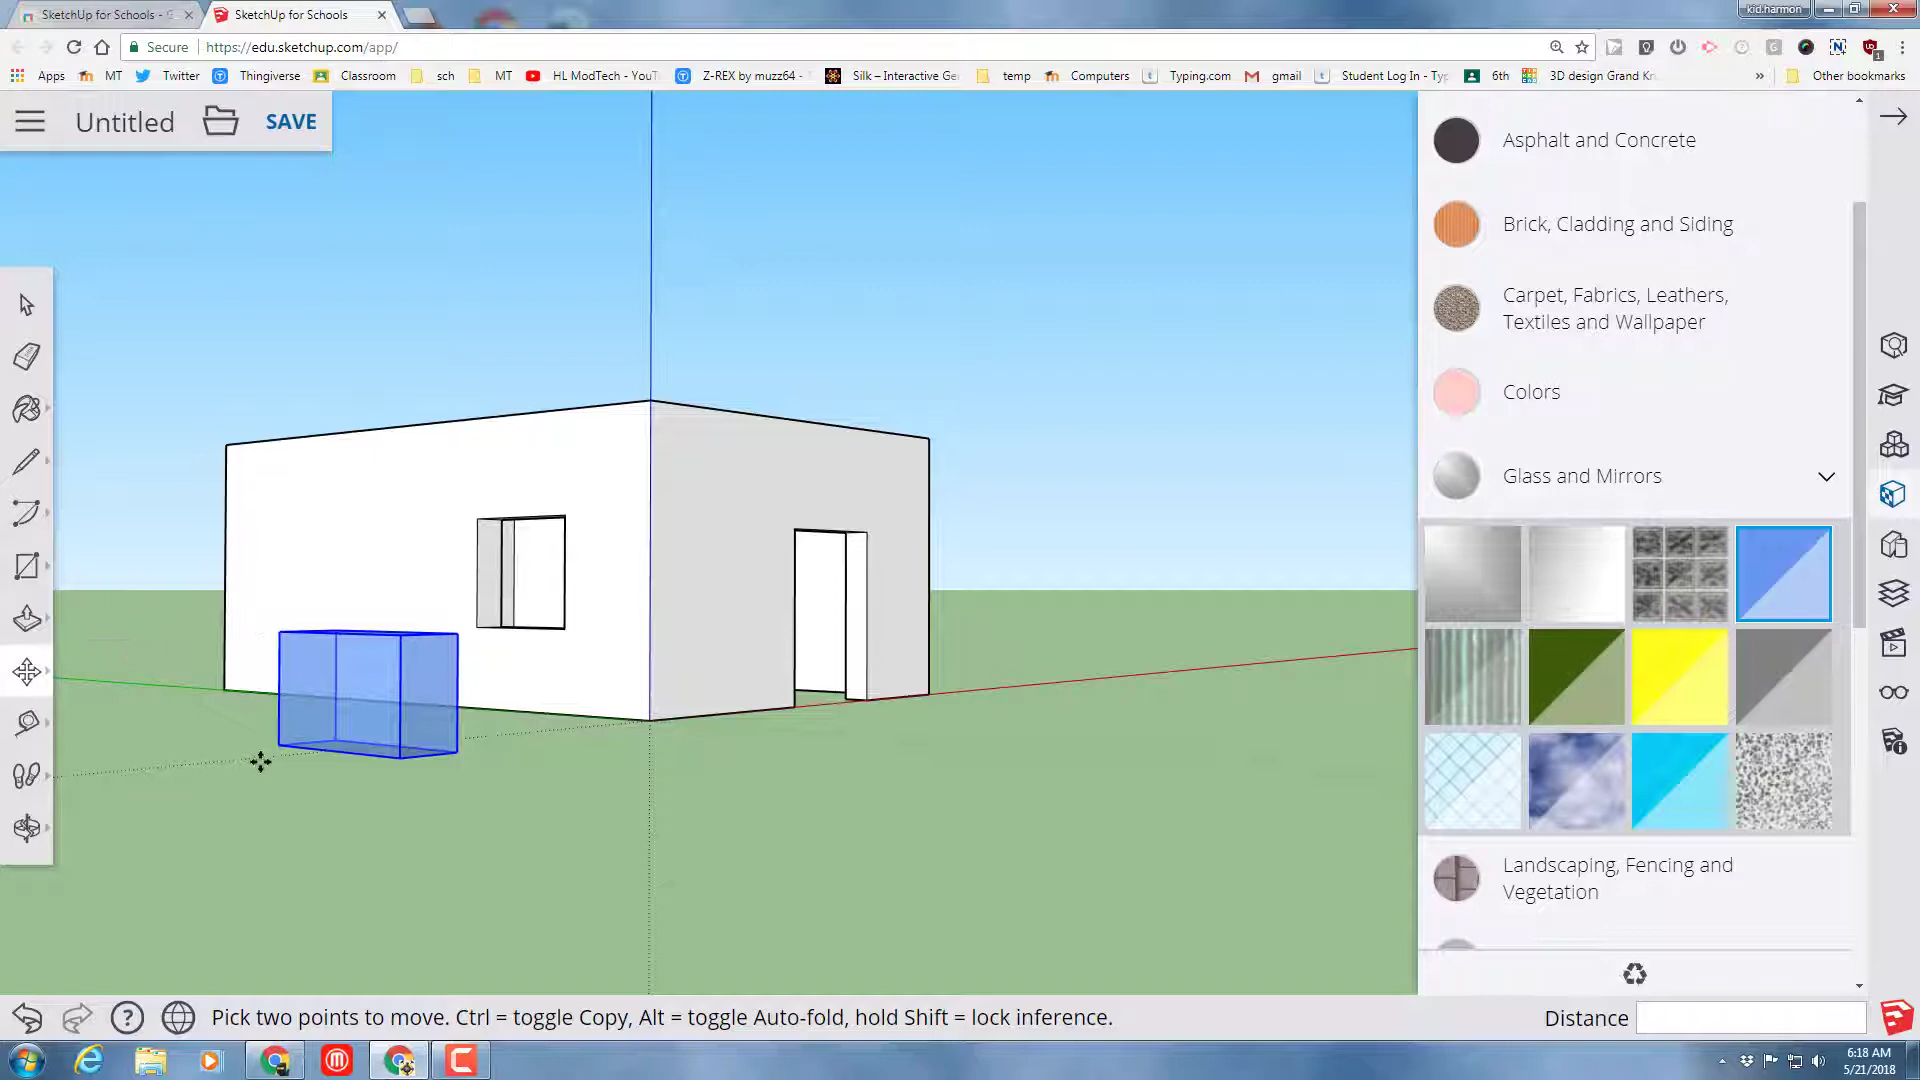 SketchUp for Schools - G
SketchUp for Schools
kid.harmon
Secure
https://edu.sketchup.com/app/
Apps
MT
Twitter
Thingiverse
Classroom
sch
MT
HL ModTech - YouT
Z-REX by muzz64 -
Silk – Interactive Ge
temp
Computers
Typing.com
gmail
Student Log In - Typ
6th
3D design Grand Kn
Other bookmarks
Untitled
SAVE
Asphalt and Concrete
Brick, Cladding and Siding
Carpet, Fabrics, Leathers,
Textiles and Wallpaper
Colors
Glass and Mirrors
Landscaping, Fencing and
Vegetation
Pick two points to move. Ctrl = toggle Copy, Alt = toggle Auto-fold, hold Shift = lock inference.
Distance
6:18 AM
5/21/2018